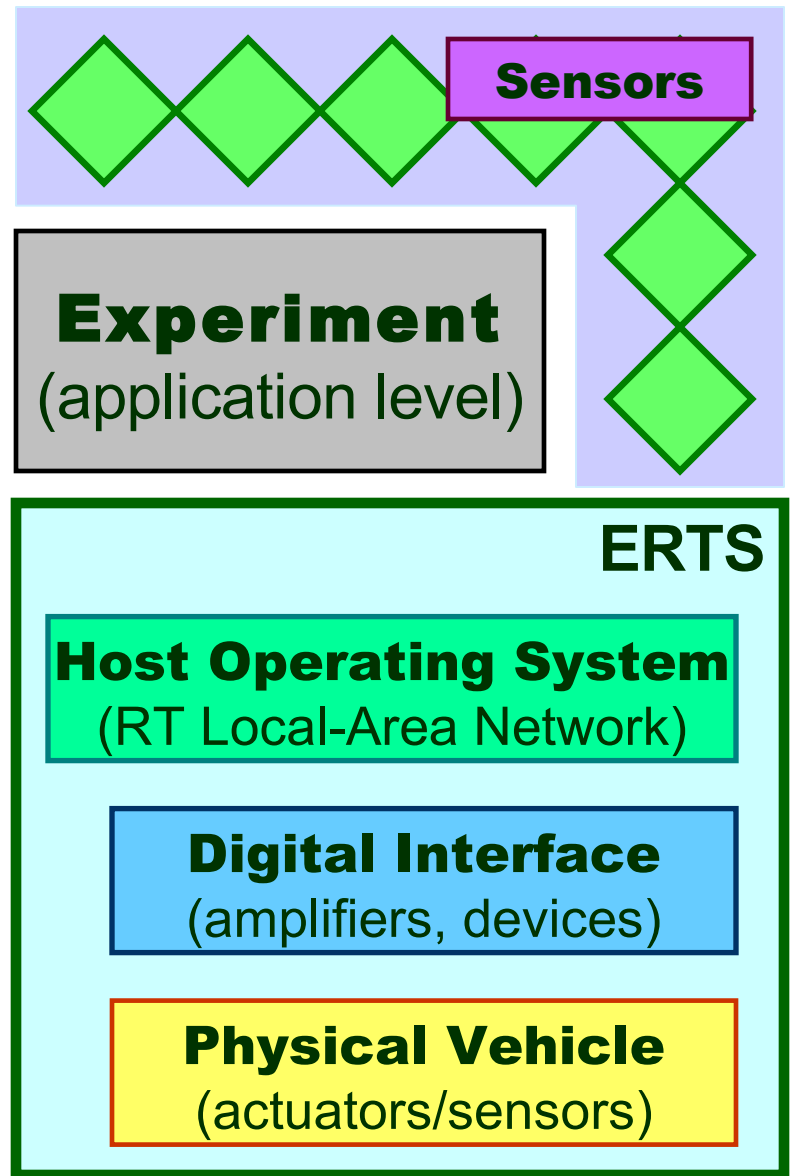 Sensors
Experiment
(application level)
ERTS
Host Operating System
(RT Local-Area Network)
Digital Interface
(amplifiers, devices)
Physical Vehicle
(actuators/sensors)